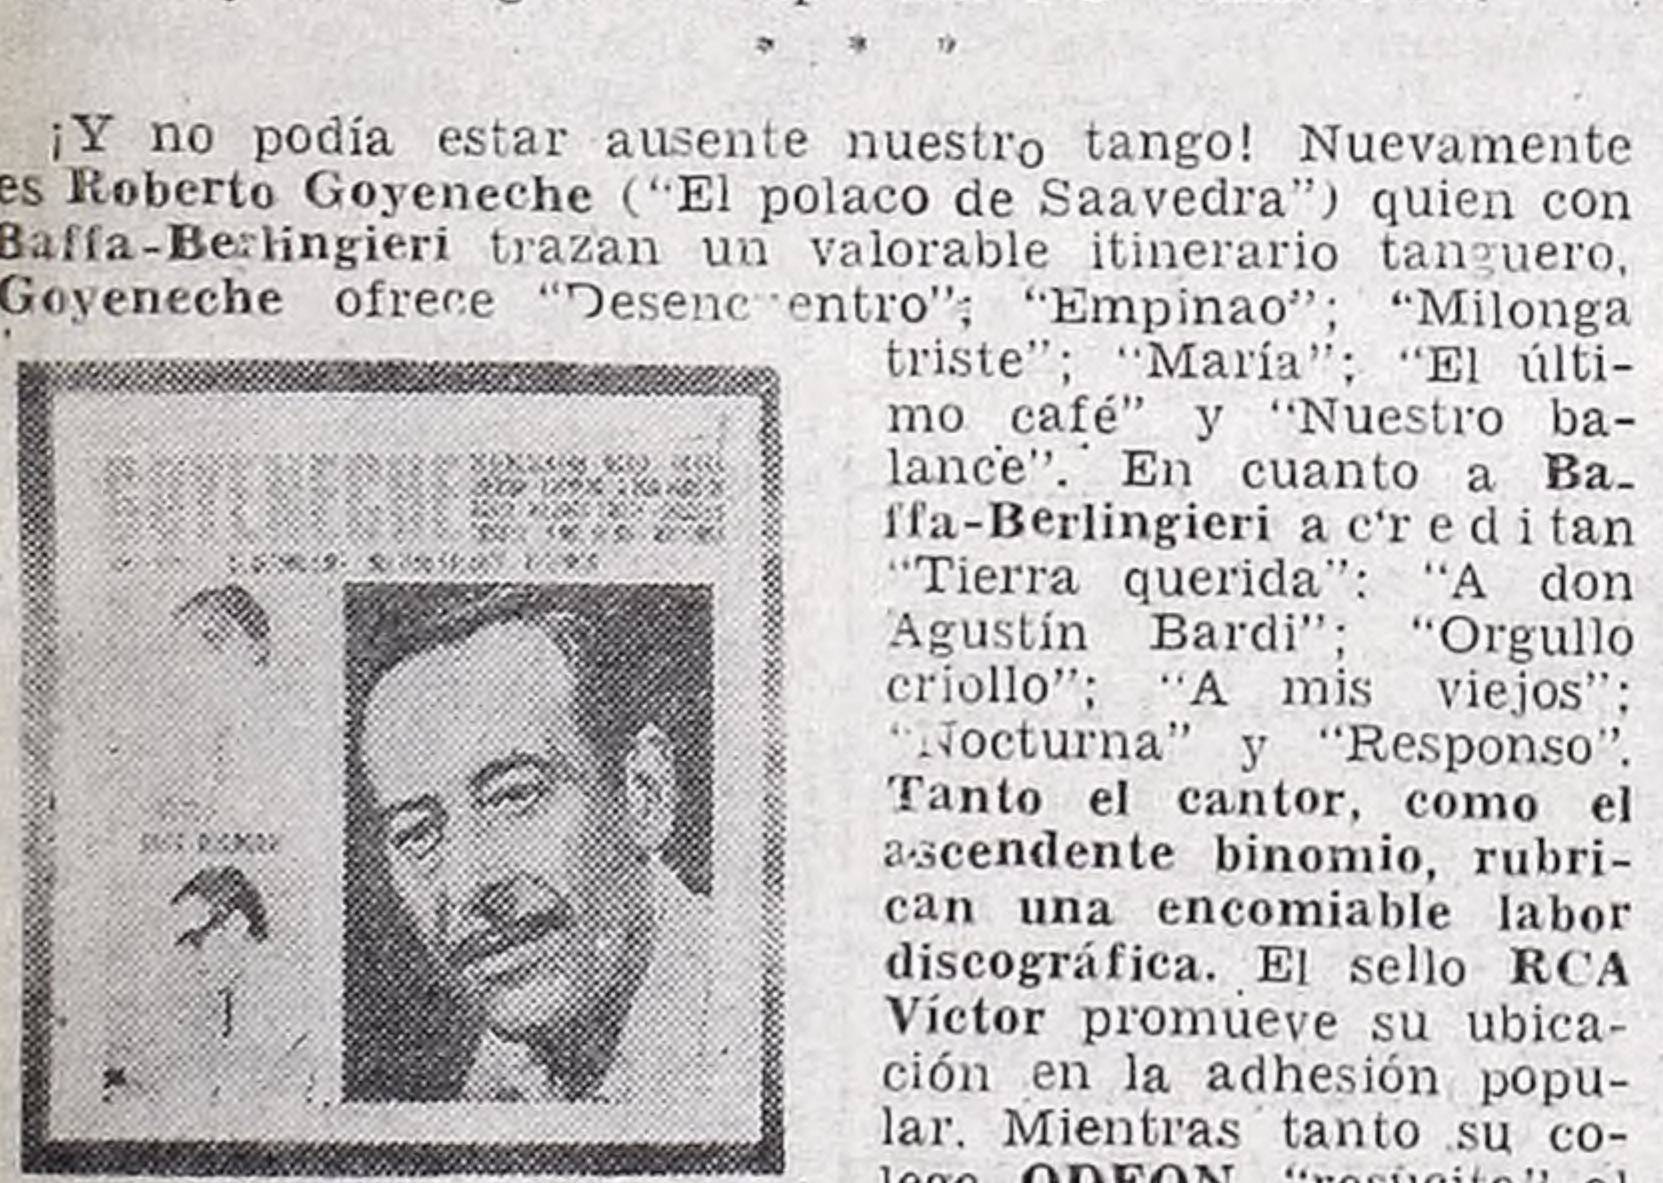 * * *
¡Y no podía estar ausente nuestro tango! Nuevamente
es Roberto Goyeneche ("El polaco de Saavedra") quien con
Baffa-Berlingieri trazan un valorable itinerario tanguero.
Goyeneche ofrece "Desencuentro"; "Empinao"; "Milonga
triste"; "María"; "El últi-
mo café" y "Nuestro ba-
lance". En cuanto a Ba-
ffa-Berlingieri acreditan
"Tierra querida": "A don
Agustín Bardi"; "Orgullo
criollo"; "A mis viejos";
"Nocturna" y "Responso".
Tanto el cantor, como el
ascendente binomio, rubri-
can una encomiable labor
discográfica. El sello RCA
Víctor promueve su ubica-
ción en la adhesión popu-
lar. Mientras tanto su co-
lega ODEON